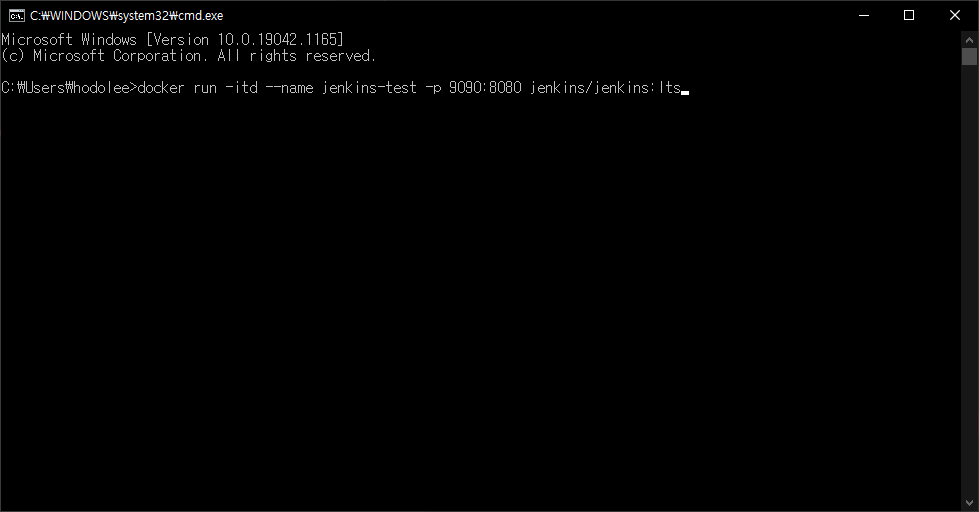 C:₩WINDOWS₩system32₩cmd.exe
Microsoft Windows [Version 10.0.19042.1165]
(c) Microsoft Corporation. All rights reserved.
C:₩Users₩hodolee>docker run -itd --name jenkins-test -p 9090:8080 jenkins/jenkins:lts